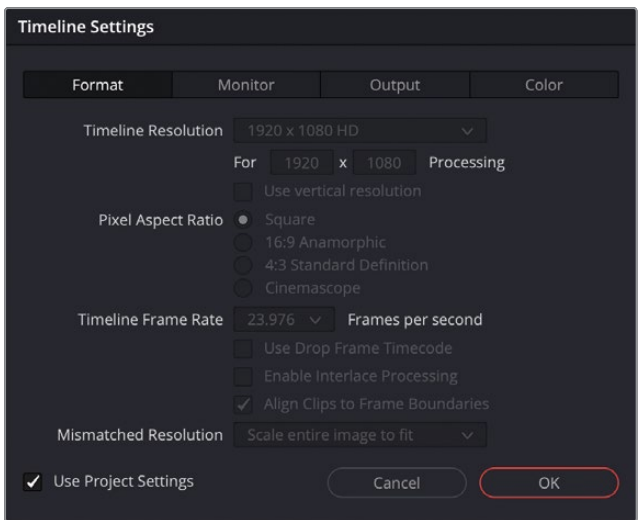 Timeline Settings
Format Monitor Output Color
Timeline Resolution 1920 x 1080 HD
For 1920 x 1080 Processing
Use vertical resolution
Pixel Aspect Ratio Square
16:9 Anamorphic
4:3 Standard Definition
Cinemascope
Timeline Frame Rate 23.976 Frames per second
Use Drop Frame Timecode
Enable Interlace Processing
Align Clips to Frame Boundaries
Mismatched Resolution Scale entire image to fit
Use Project Settings Cancel OK